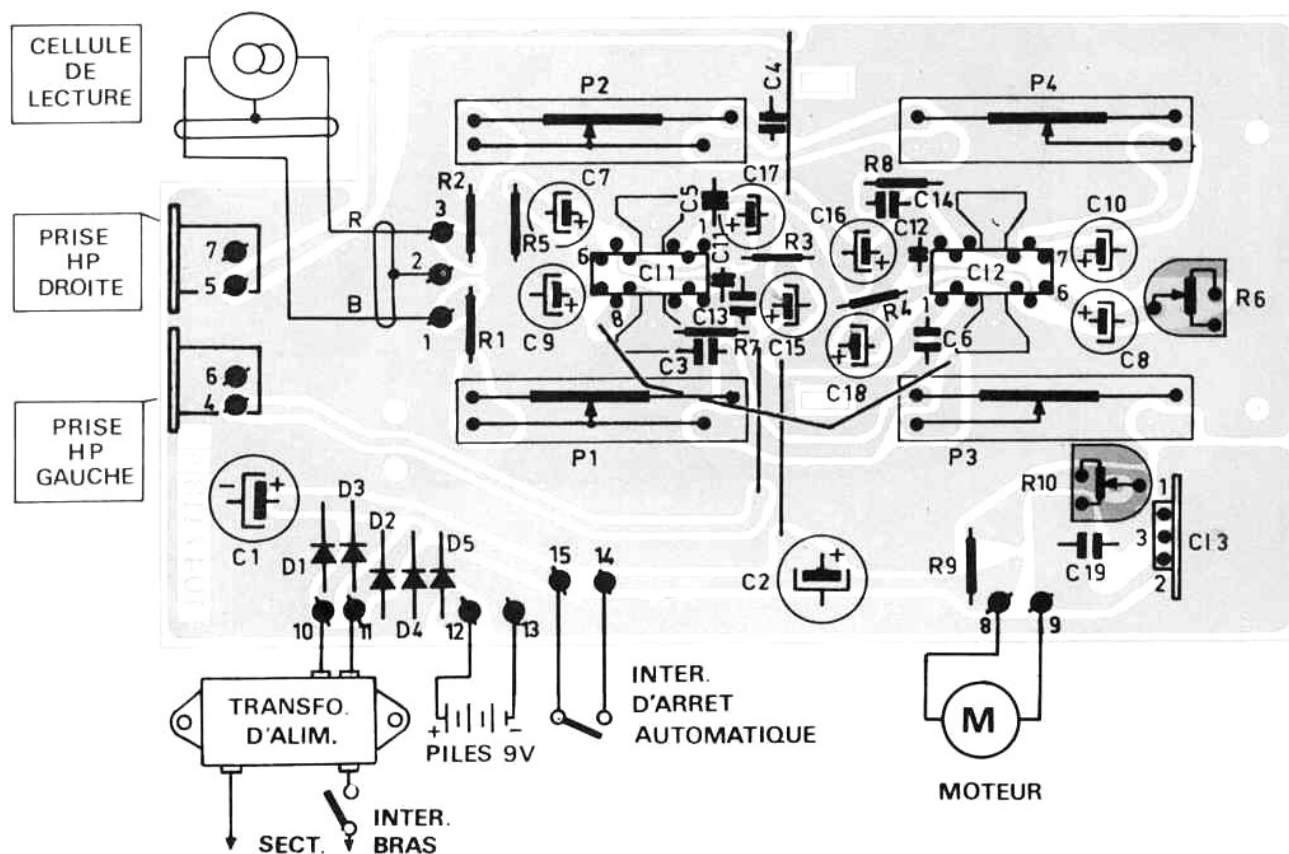 CELLULE
DE
LECTURE
PRISE
HP
DROITE
PRISE
HP
GAUCHE
P2
C4
P4
R2
3
R
2
B
1
R1
R5
C7
C9
C5
C17
1
6
CI1
8
C11
C13
R7
C3
R3
C15
C16
R8
C14
C12
R4
C18
1
C6
CI2
7
6
C10
C8
R6
7
5
6
4
P1
P3
C1
- +
D3
D1
D2
D5
D4
10
11
12
13
15
14
C2
+
R10
R9
C19
1
3
2
CI3
8
9
TRANSFO.
D'ALIM.
+ -
PILES 9V
INTER.
D'ARRET
AUTOMATIQUE
M
MOTEUR
SECT.
INTER.
BRAS